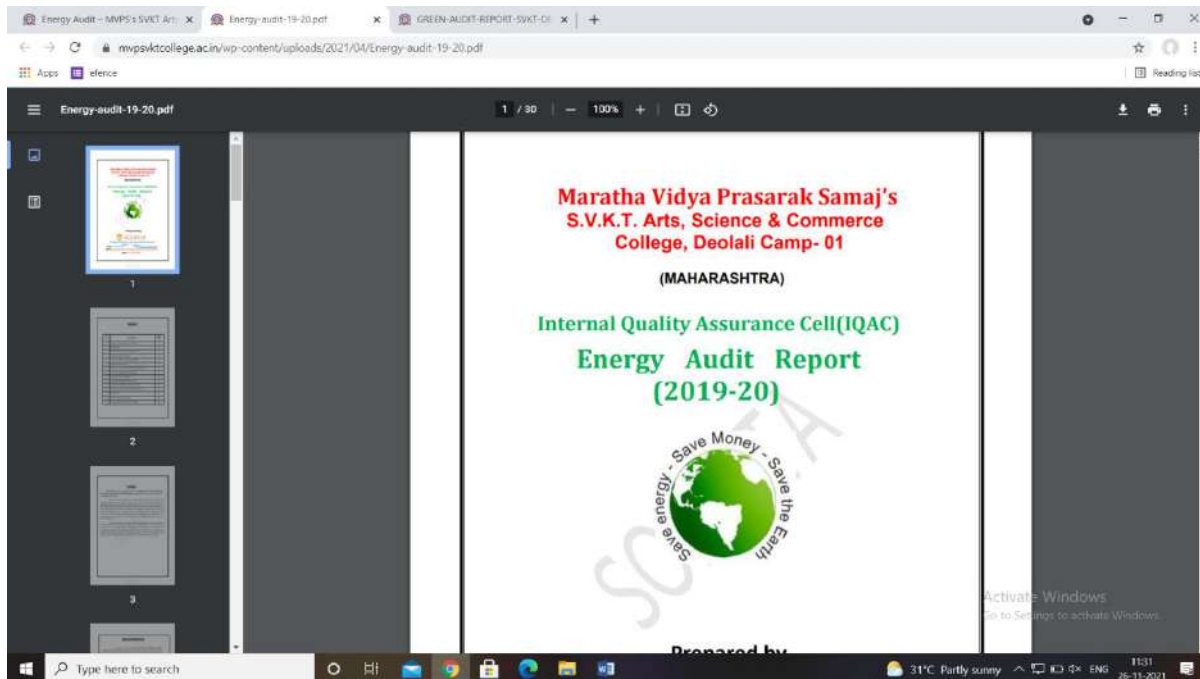 Energy Audit – MVPS's SVKT Art
Energy-audit-19-20.pdf
GREEN-AUDIT-REPORT-SVKT-DE
mvpsvktcollege.ac.in/wp-content/uploads/2021/04/Energy-audit-19-20.pdf
Apps
efence
Reading list
Energy-audit-19-20.pdf
1 / 30
100%
Maratha Vidya Prasarak Samaj's
S.V.K.T. Arts, Science & Commerce
College, Deolali Camp- 01
(MAHARASHTRA)
Internal Quality Assurance Cell(IQAC)
Energy Audit Report
(2019-20)
Save energy - Save Money - Save the Earth
Prepared by
1
2
3
Activate Windows
Go to Settings to activate Windows.
Type here to search
31°C Partly sunny
ENG
11:31
26-11-2021